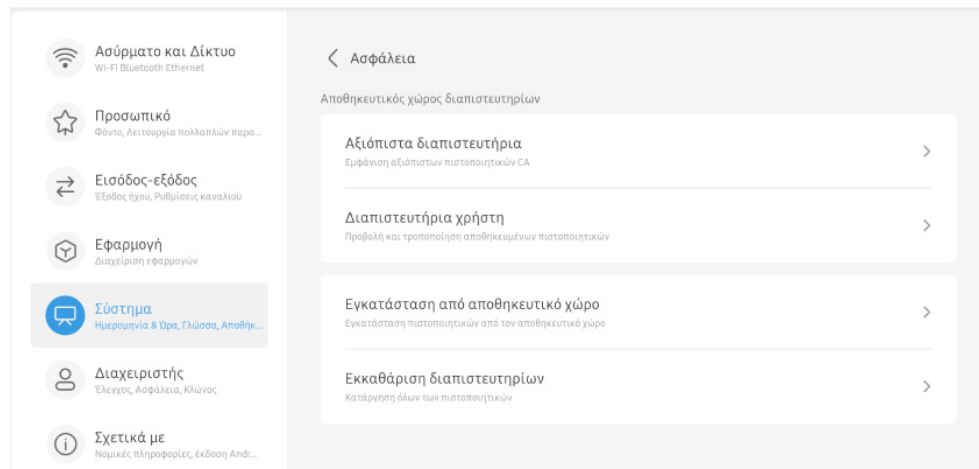 Ασύρματο και Δίκτυο
Wi-Fi Bluetooth Ethernet
Προσωπικό
Φόντο, Λειτουργία πολλαπλών παρα...
Εισόδος-εξόδος
Έξοδος ήχου, Ρυθμίσεις καναλιού
Εφαρμογή
Διαχείριση εφαρμογών
Σύστημα
Ημερομηνία & Ώρα, Γλώσσα, Αποθήκ...
Διαχειριστής
Έλεγχος, Ασφάλεια, Κλώνος
Σχετικά με
Νομικές πληροφορίες, έκδοση Andr...
Ασφάλεια
Αποθηκευτικός χώρος διαπιστευτηρίων
Αξιόπιστα διαπιστευτήρια
Εμφάνιση αξιόπιστων πιστοποιητικών CA
Διαπιστευτήρια χρήστη
Προβολή και τροποποίηση αποθηκευμένων πιστοποιητικών
Εγκατάσταση από αποθηκευτικό χώρο
Εγκατάσταση πιστοποιητικών από τον αποθηκευτικό χώρο
Εκκαθάριση διαπιστευτηρίων
Κατάργηση όλων των πιστοποιητικών